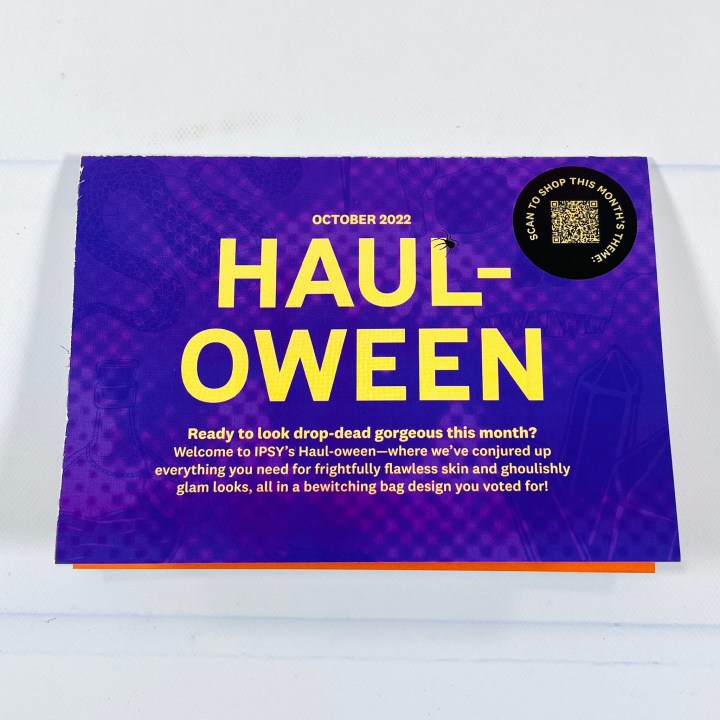 OCTOBER 2022
SCAN TO SHOP THIS MONTH'S THEME:
HAUL-
OWEEN
Ready to look drop-dead gorgeous this month?
Welcome to IPSY's Haul-oween—where we've conjured up
everything you need for frightfully flawless skin and ghoulishly
glam looks, all in a bewitching bag design you voted for!